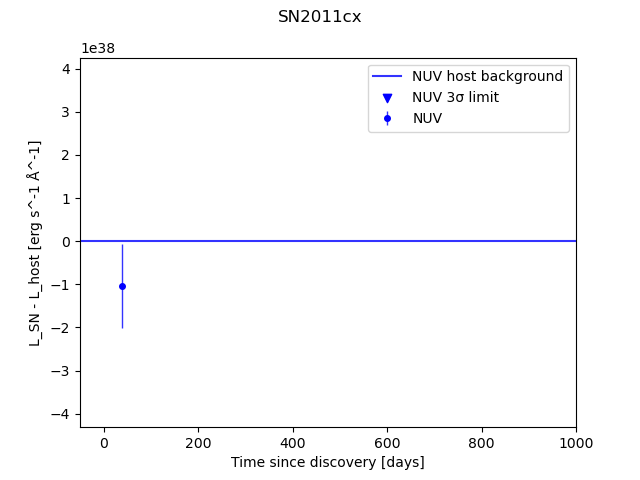 SN2011cx
1e38
NUV host background
NUV 3σ limit
NUV
4
3
2
1
0
−1
−2
−3
−4
L_SN - L_host [erg s^-1 Å^-1]
0 200 400 600 800 1000
Time since discovery [days]